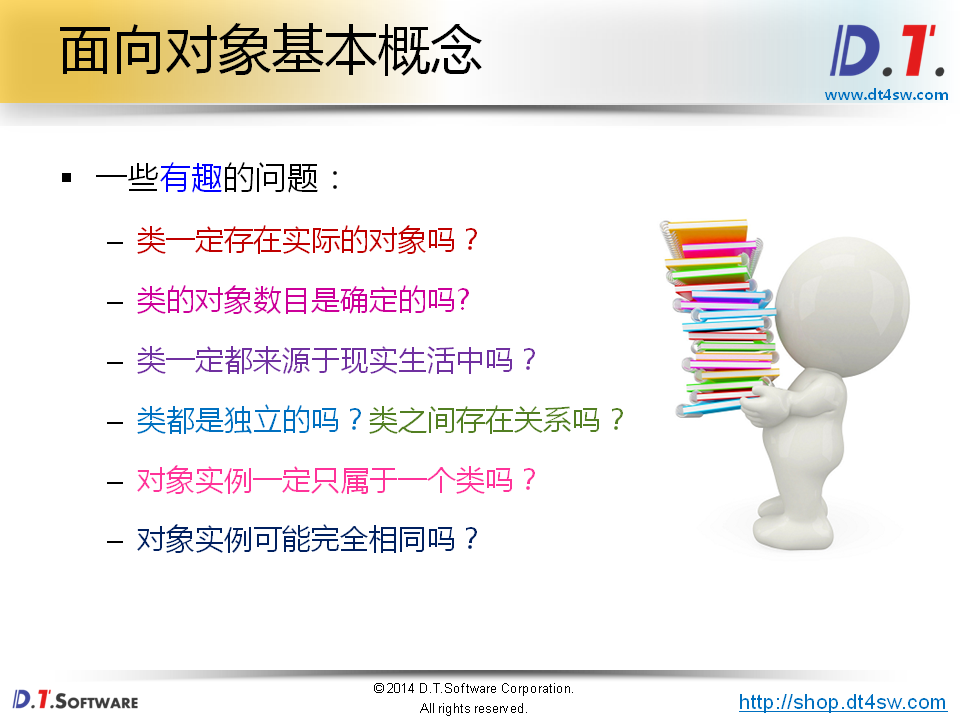 面向对象基本概念
D.T.
www.dt4sw.com
一些有趣的问题：
– 类一定存在实际的对象吗？
– 类的对象数目是确定的吗?
– 类一定都来源于现实生活中吗？
– 类都是独立的吗？类之间存在关系吗？
– 对象实例一定只属于一个类吗？
– 对象实例可能完全相同吗？
D.T.SOFTWARE
©2014 D.T.Software Corporation.
All rights reserved.
http://shop.dt4sw.com